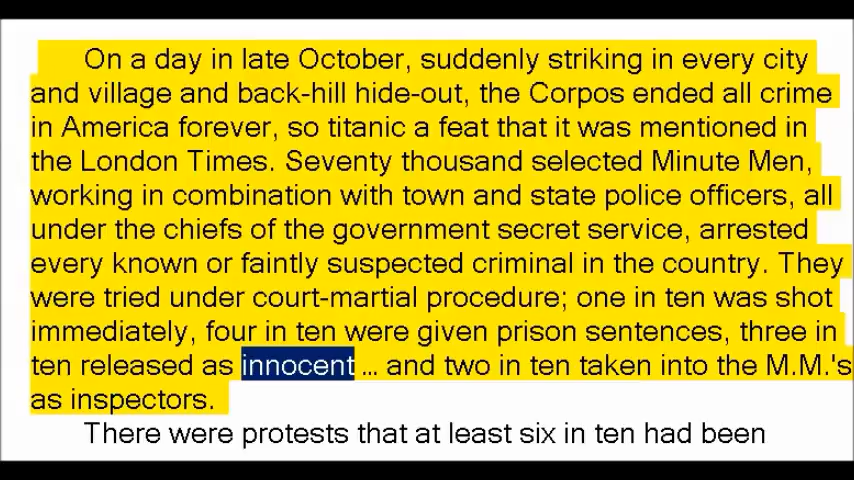 On a day in late October, suddenly striking in every city
and village and back-hill hide-out, the Corpos ended all crime
in America forever, so titanic a feat that it was mentioned in
the London Times. Seventy thousand selected Minute Men,
working in combination with town and state police officers, all
under the chiefs of the government secret service, arrested
every known or faintly suspected criminal in the country. They
were tried under court-martial procedure; one in ten was shot
immediately, four in ten were given prison sentences, three in
ten released as innocent ... and two in ten taken into the M.M.'s
as inspectors.
There were protests that at least six in ten had been